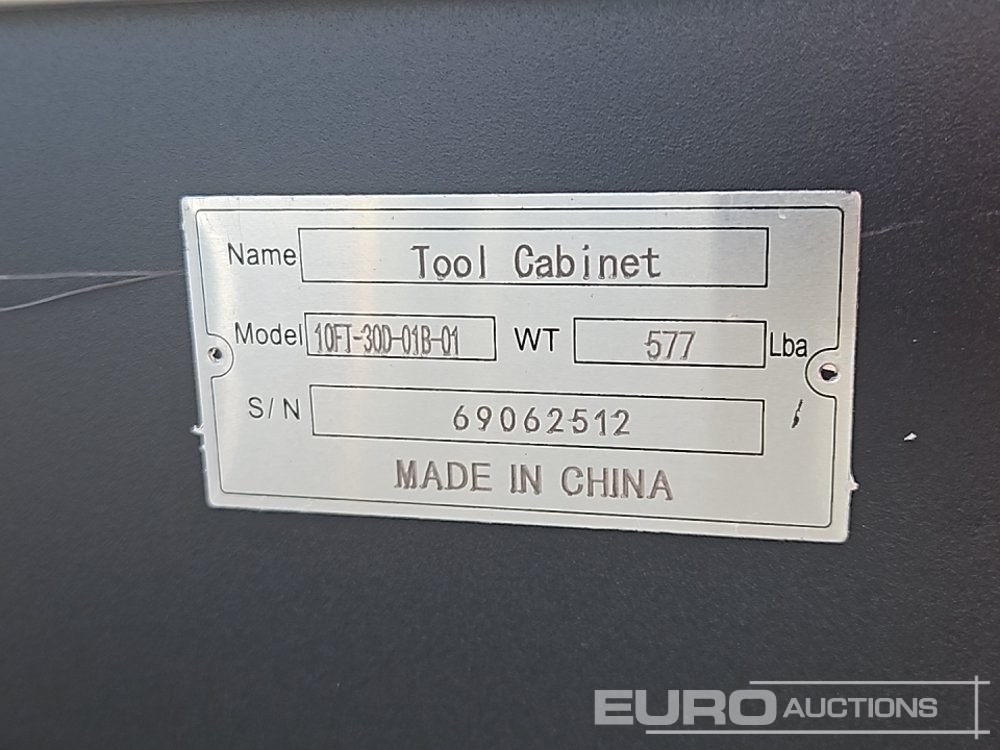 Name Tool Cabinet
Model 10FT-30D-01B-01 WT 577 Lba
S/N 69062512
MADE IN CHINA
EURO AUCTIONS